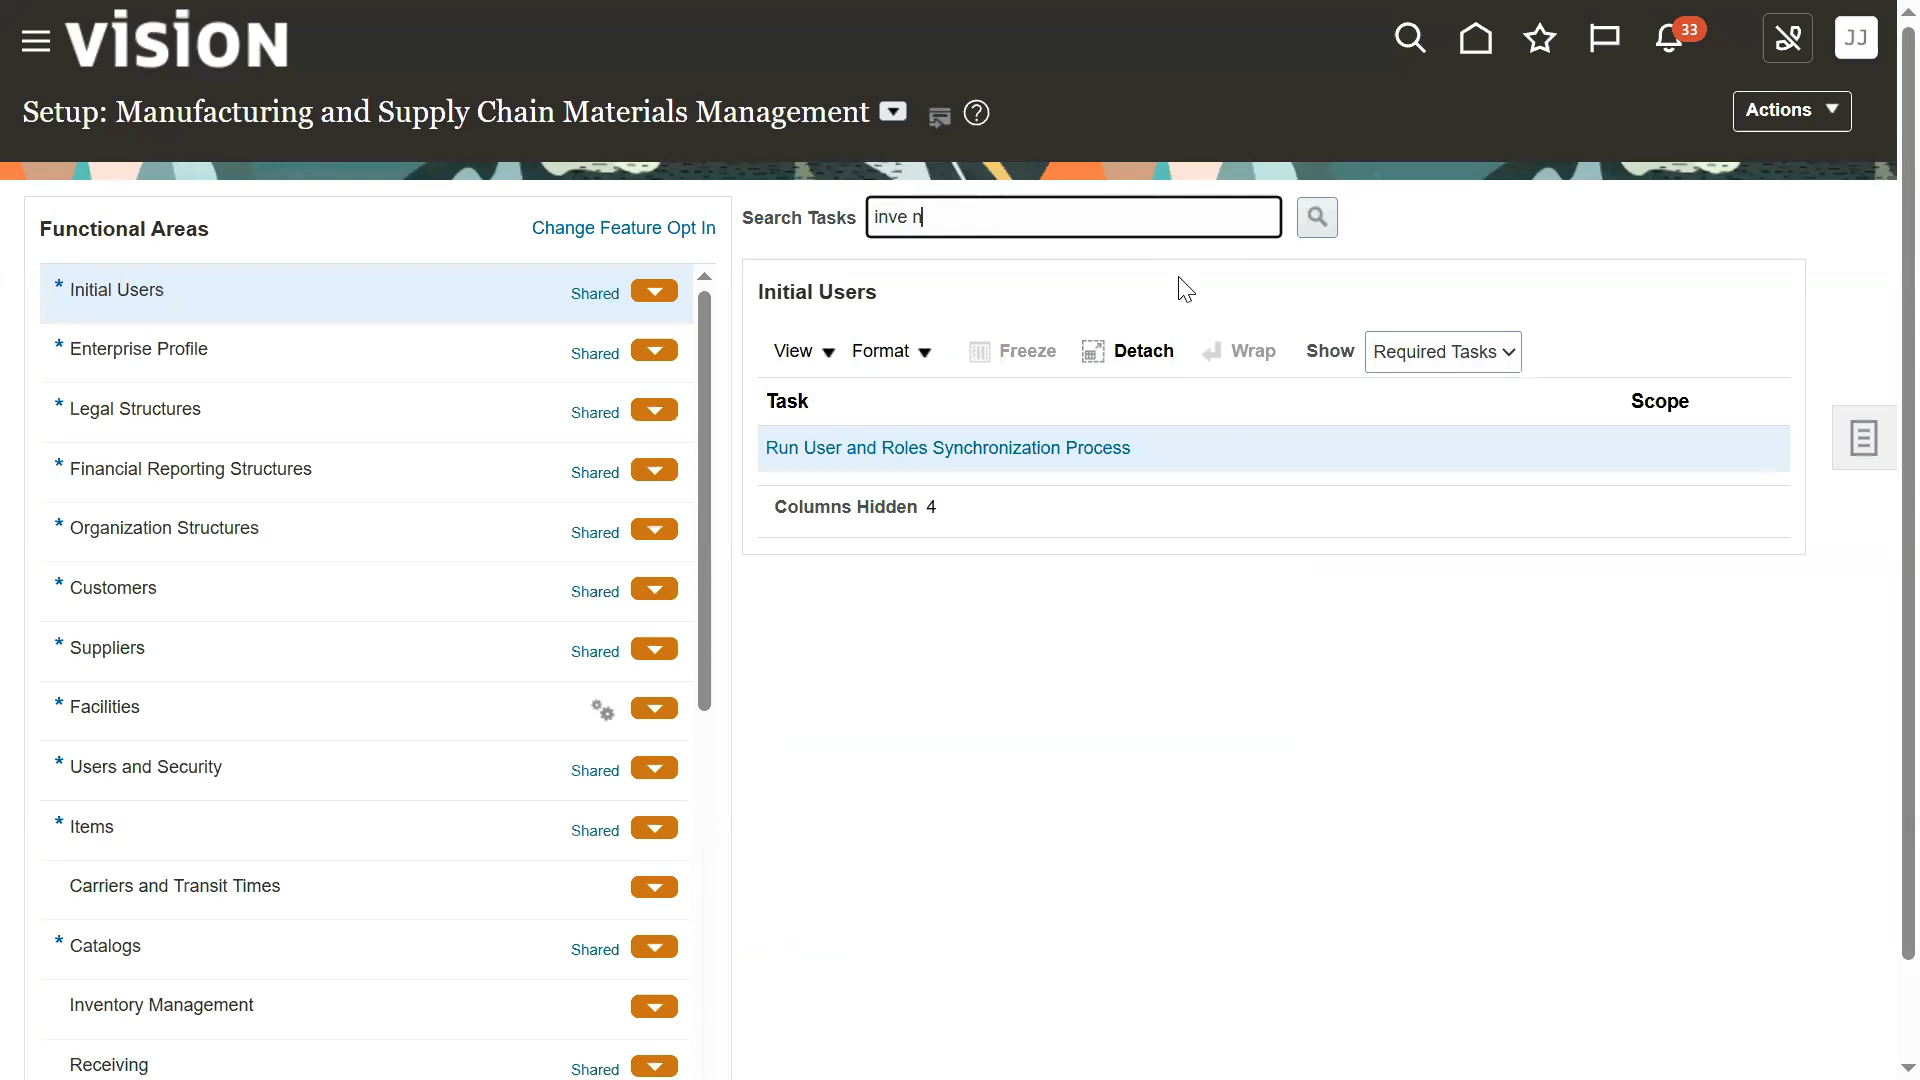 vision
33
JJ
Setup: Manufacturing and Supply Chain Materials Management
Actions
Functional Areas
Change Feature Opt In
* Initial Users Shared
* Enterprise Profile Shared
* Legal Structures Shared
* Financial Reporting Structures Shared
* Organization Structures Shared
* Customers Shared
* Suppliers Shared
* Facilities
* Users and Security Shared
* Items Shared
Carriers and Transit Times
* Catalogs Shared
Inventory Management
Receiving Shared
Search Tasks inve n
Initial Users
View Format Freeze Detach Wrap Show Required Tasks
Task Scope
Run User and Roles Synchronization Process
Columns Hidden 4